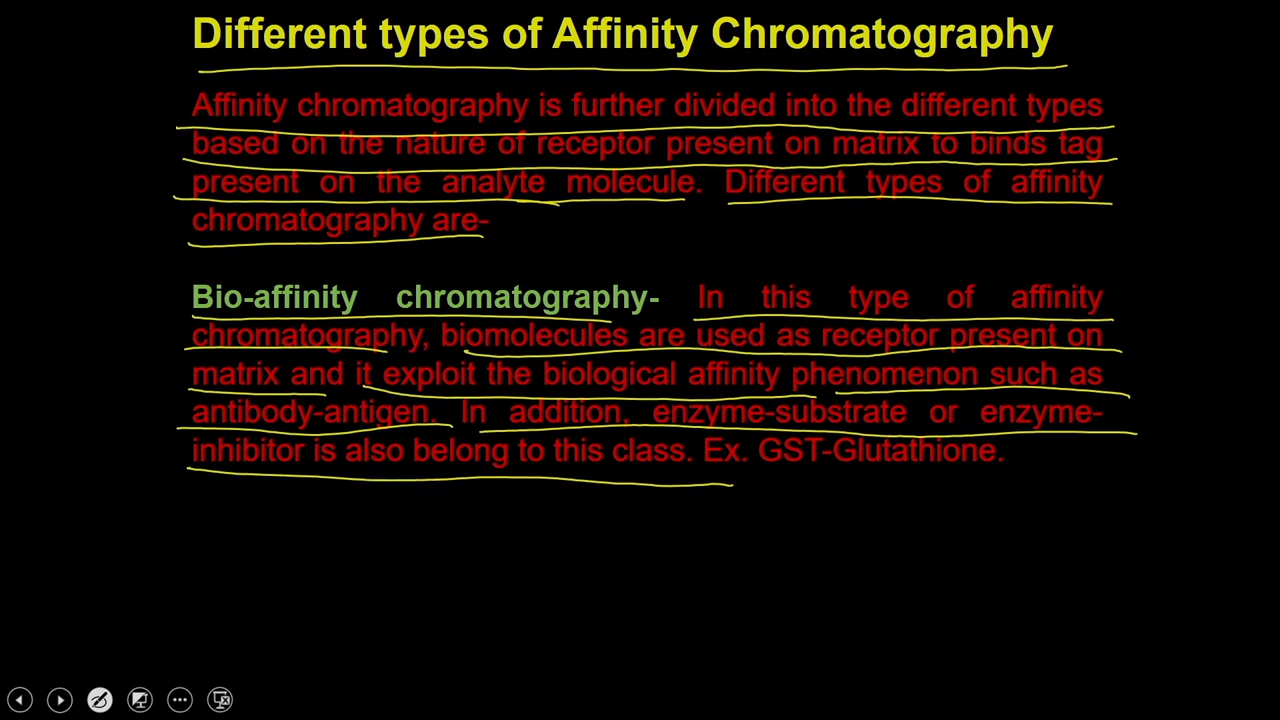 Different types of Affinity Chromatography
Affinity chromatography is further divided into the different types
based on the nature of receptor present on matrix to binds tag
present on the analyte molecule. Different types of affinity
chromatography are-
Bio-affinity chromatography- In this type of affinity
chromatography, biomolecules are used as receptor present on
matrix and it exploit the biological affinity phenomenon such as
antibody-antigen. In addition, enzyme-substrate or enzyme-
inhibitor is also belong to this class. Ex. GST-Glutathione.